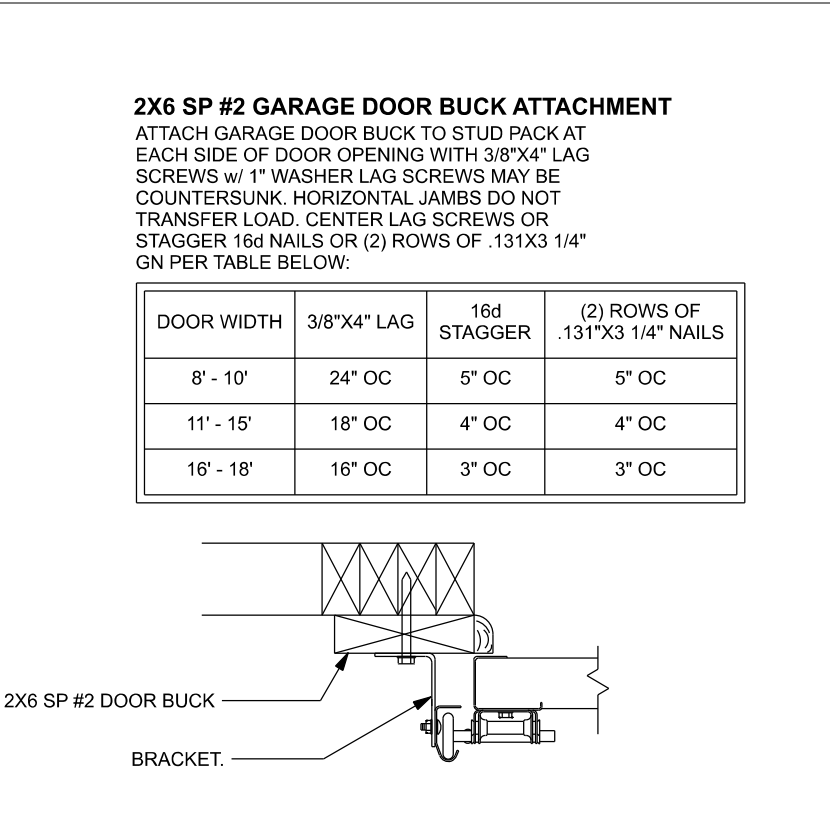 2X6 SP #2 GARAGE DOOR BUCK ATTACHMENT
ATTACH GARAGE DOOR BUCK TO STUD PACK AT
EACH SIDE OF DOOR OPENING WITH 3/8"X4" LAG
SCREWS w/ 1" WASHER LAG SCREWS MAY BE
COUNTERSUNK. HORIZONTAL JAMBS DO NOT
TRANSFER LOAD. CENTER LAG SCREWS OR
STAGGER 16d NAILS OR (2) ROWS OF .131X3 1/4"
GN PER TABLE BELOW:
DOOR WIDTH 3/8"X4" LAG 16d STAGGER (2) ROWS OF .131"X3 1/4" NAILS
8' - 10' 24" OC 5" OC 5" OC
11' - 15' 18" OC 4" OC 4" OC
16' - 18' 16" OC 3" OC 3" OC
2X6 SP #2 DOOR BUCK
BRACKET.